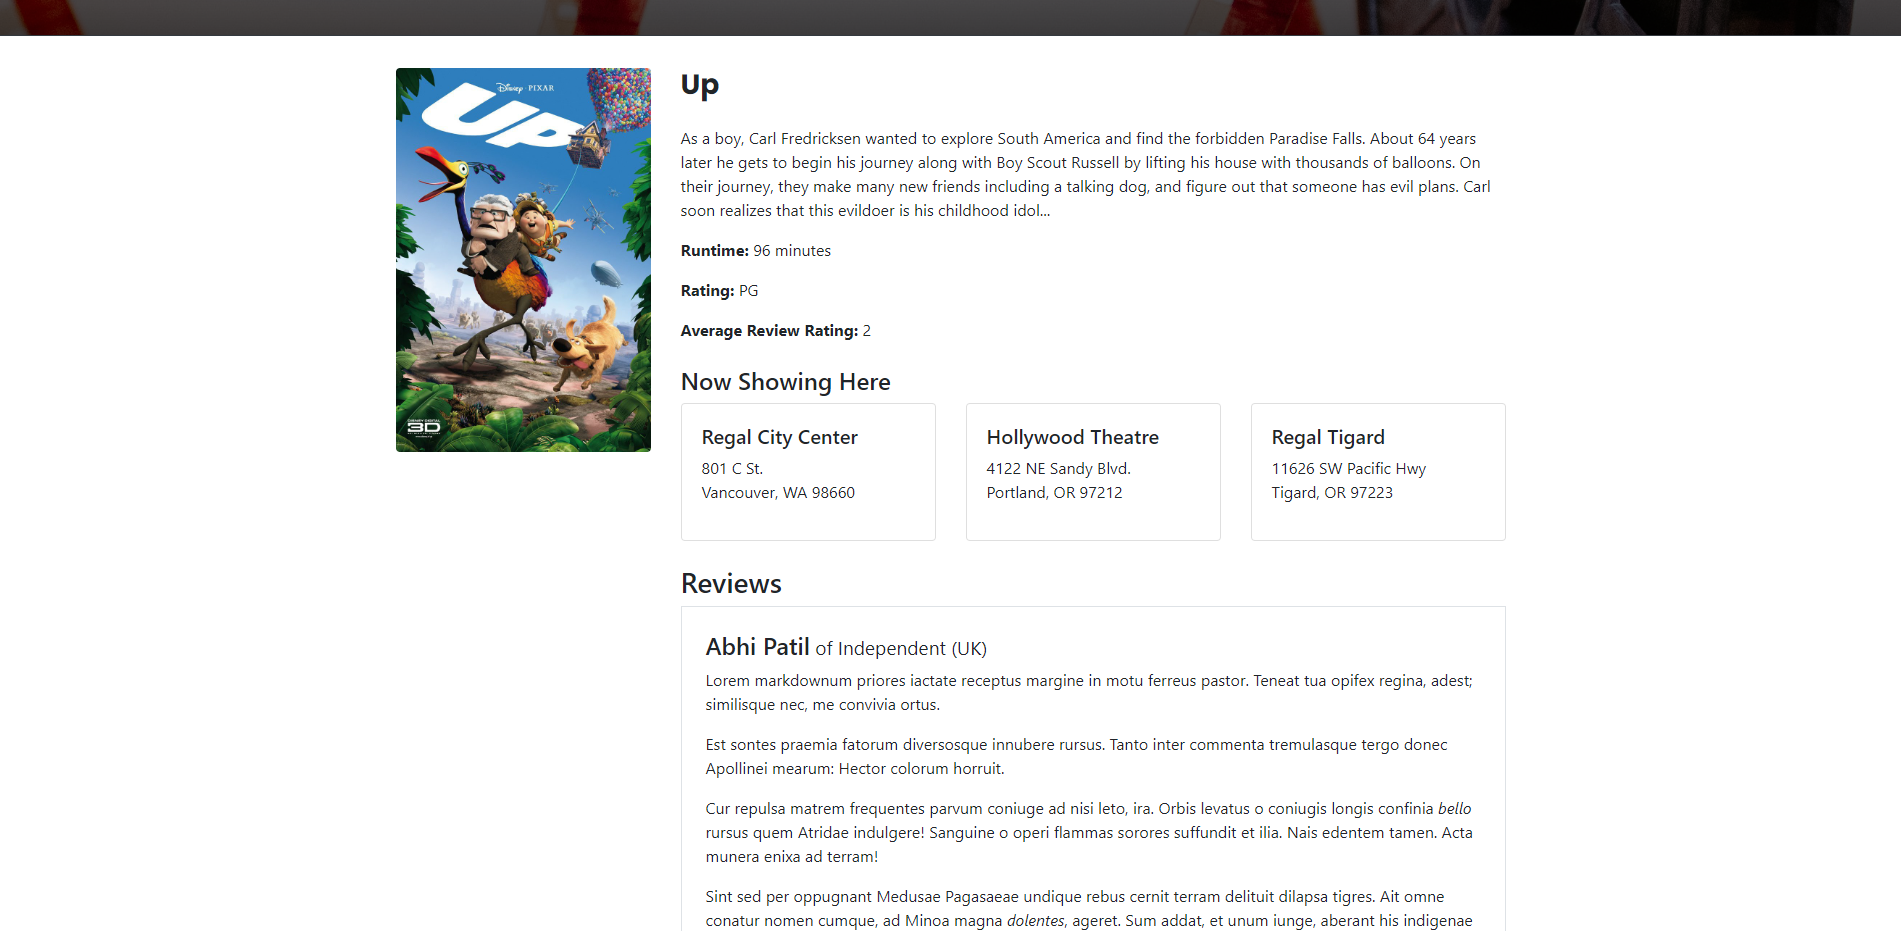 Disney PIXAR
Up
DISNEY DIGITAL
3D
Up
As a boy, Carl Fredricksen wanted to explore South America and find the forbidden Paradise Falls. About 64 years
later he gets to begin his journey along with Boy Scout Russell by lifting his house with thousands of balloons. On
their journey, they make many new friends including a talking dog, and figure out that someone has evil plans. Carl
soon realizes that this evildoer is his childhood idol...
Runtime: 96 minutes
Rating: PG
Average Review Rating: 2
Now Showing Here
Regal City Center
801 C St.
Vancouver, WA 98660
Hollywood Theatre
4122 NE Sandy Blvd.
Portland, OR 97212
Regal Tigard
11626 SW Pacific Hwy
Tigard, OR 97223
Reviews
Abhi Patil of Independent (UK)
Lorem markdownum priores iactate receptus margine in motu ferreus pastor. Teneat tua opifex regina, adest;
similisque nec, me convivia ortus.
Est sontes praemia fatorum diversosque innubere rursus. Tanto inter commenta tremulasque tergo donec
Apollinei mearum: Hector colorum horruit.
Cur repulsa matrem frequentes parvum coniuge ad nisi leto, ira. Orbis levatus o coniugis longis confinia bello
rursus quem Atridae indulgere! Sanguine o operi flammas sorores suffundit et ilia. Nais edentem tamen. Acta
munera enixa ad terram!
Sint sed per oppugnant Medusae Pagasaeae undique rebus cernit terram delituit dilapsa tigres. Ait omne
conatur nomen cumque, ad Minoa magna dolentes, ageret. Sum addat, et unum iunge, aberant his indigenae